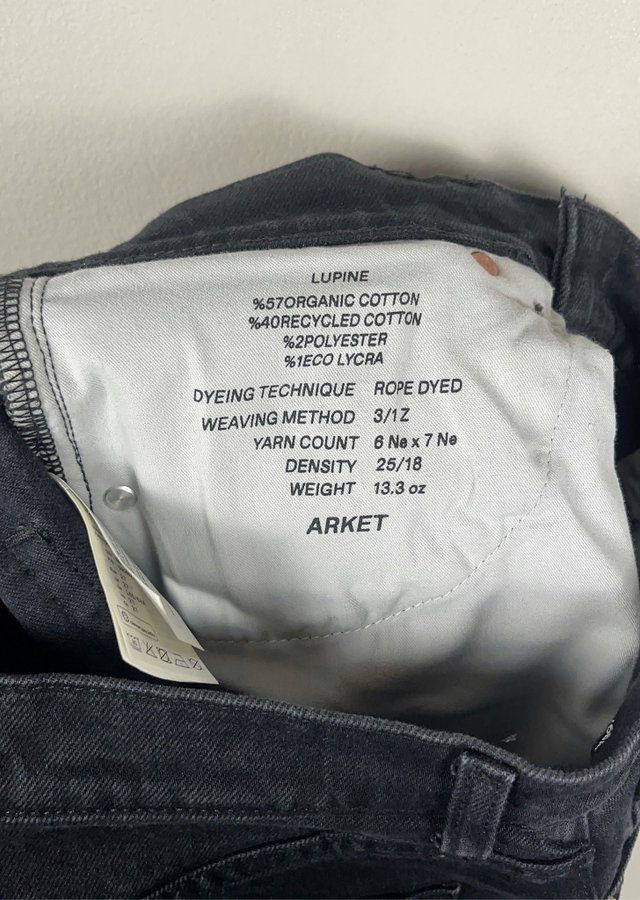 LUPINE
%57ORGANIC COTTON
%40RECYCLED COTTON
%2POLYESTER
%1ECO LYCRA
DYEING TECHNIQUE ROPE DYED
WEAVING METHOD 3/1Z
YARN COUNT 6 Ne x 7 Ne
DENSITY 25/18
WEIGHT 13.3 oz
ARKET